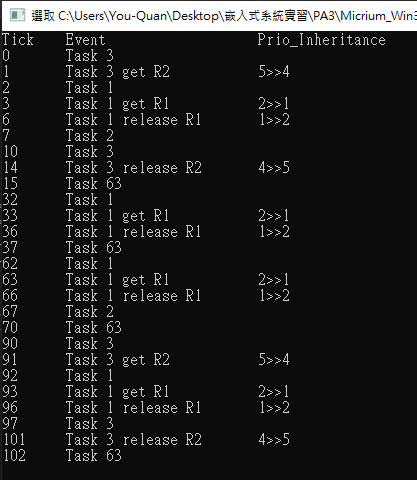 選取 C:\Users\You-Quan\Desktop\嵌入式系統實習\PA3\Micrium_Win3
Tick Event Prio_Inheritance
0 Task 3
1 Task 3 get R2 5>>4
2 Task 1
3 Task 1 get R1 2>>1
6 Task 1 release R1 1>>2
7 Task 2
10 Task 3
14 Task 3 release R2 4>>5
15 Task 63
32 Task 1
33 Task 1 get R1 2>>1
36 Task 1 release R1 1>>2
37 Task 63
62 Task 1
63 Task 1 get R1 2>>1
66 Task 1 release R1 1>>2
67 Task 2
70 Task 63
90 Task 3
91 Task 3 get R2 5>>4
92 Task 1
93 Task 1 get R1 2>>1
96 Task 1 release R1 1>>2
97 Task 3
101 Task 3 release R2 4>>5
102 Task 63